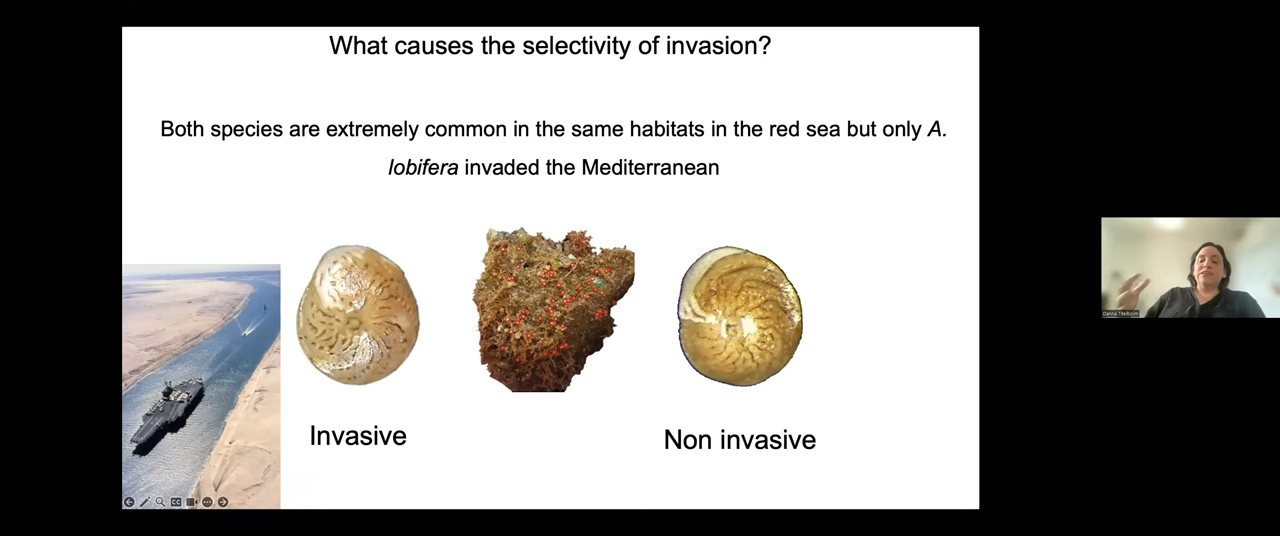 What causes the selectivity of invasion?
Both species are extremely common in the same habitats in the red sea but only A.
lobifera invaded the Mediterranean
Invasive
Non invasive
Danna Titelboim